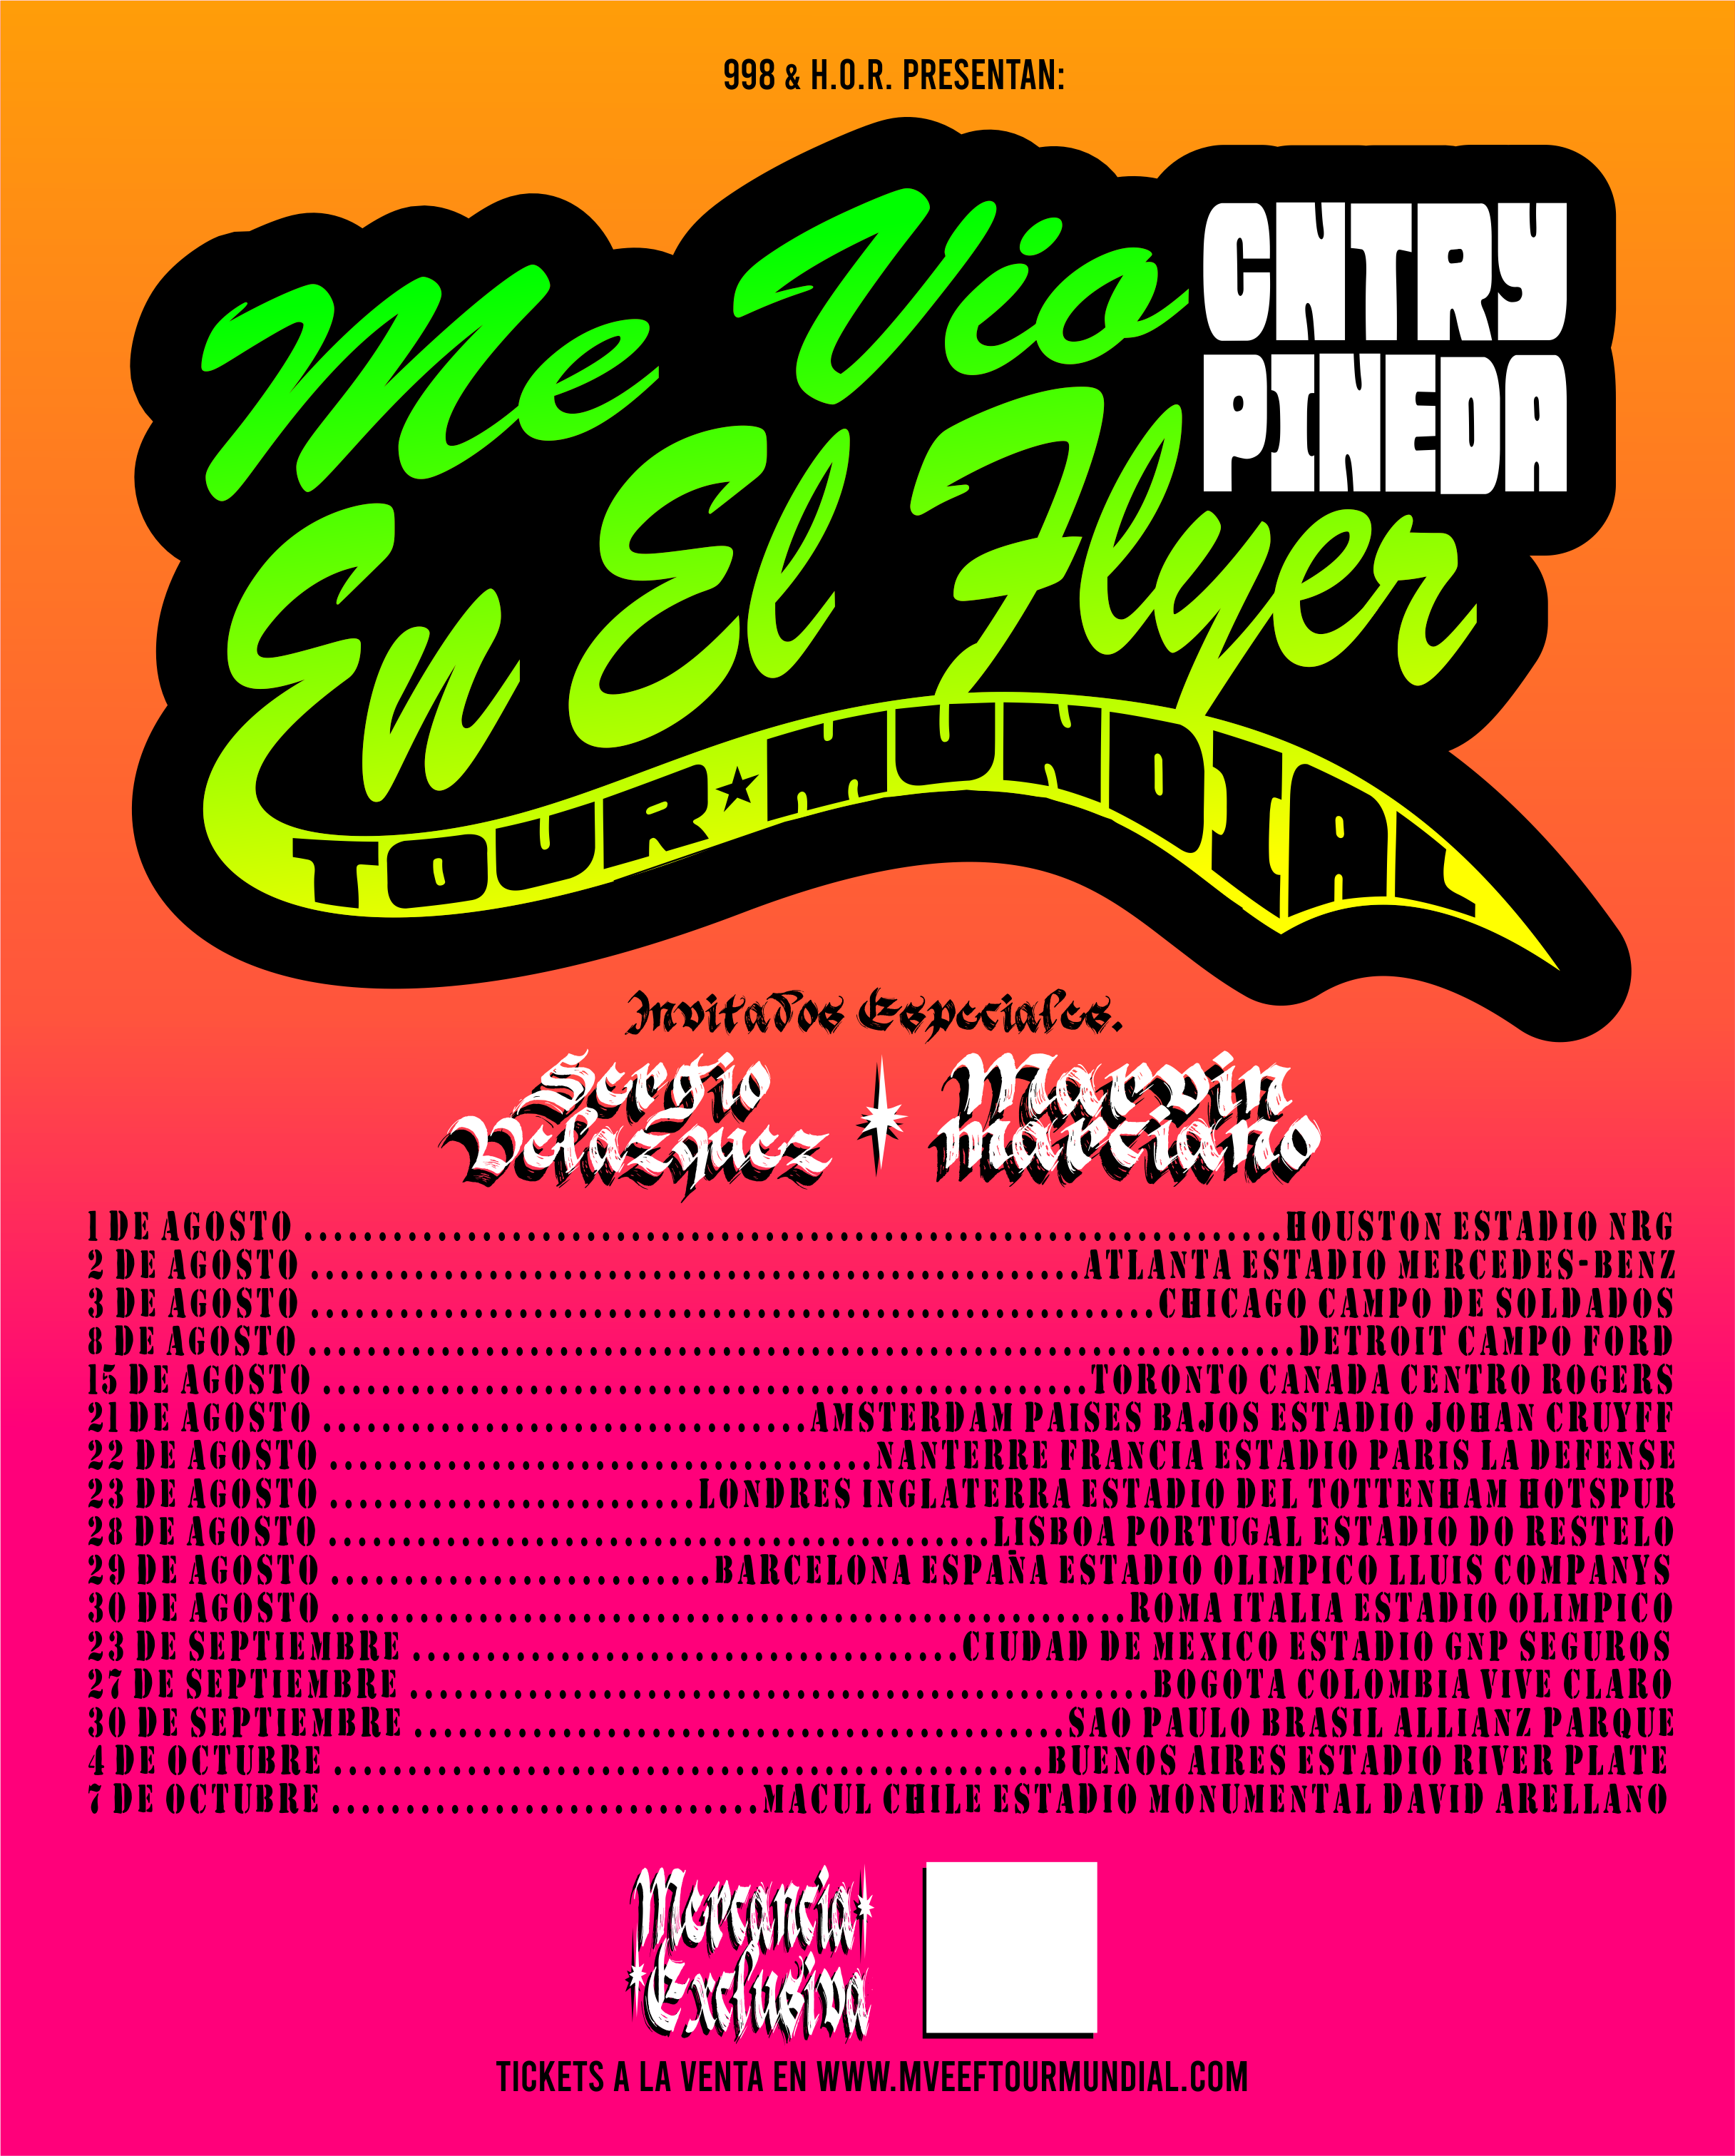 998 & H.O.R. PRESENTAN:
Me Vio
En El Flyer
CNTRY
PINEDA
TOUR★MUNDIAL
Invitados Especiales.
Sergio
Velazquez
Marvin
marciano
1 DE AGOSTO ..................................................................HOUSTON ESTADIO NRG
2 DE AGOSTO ....................................................ATLANTA ESTADIO MERCEDES-BENZ
3 DE AGOSTO .........................................................CHICAGO CAMPO DE SOLDADOS
8 DE AGOSTO ..................................................................DETROIT CAMPO FORD
15 DE AGOSTO ...................................................TORONTO CANADA CENTRO ROGERS
21 DE AGOSTO ................................AMSTERDAM PAISES BAJOS ESTADIO JOHAN CRUYFF
22 DE AGOSTO ....................................NANTERRE FRANCIA ESTADIO PARIS LA DEFENSE
23 DE AGOSTO ........................LONDRES INGLATERRA ESTADIO DEL TOTTENHAM HOTSPUR
28 DE AGOSTO ............................................LISBOA PORTUGAL ESTADIO DO RESTELO
29 DE AGOSTO .........................BARCELONA ESPAÑA ESTADIO OLIMPICO LLUIS COMPANYS
30 DE AGOSTO .....................................................ROMA ITALIA ESTADIO OLIMPICO
23 DE SEPTIEMBRE ....................................CIUDAD DE MEXICO ESTADIO GNP SEGUROS
27 DE SEPTIEMBRE .................................................BOGOTA COLOMBIA VIVE CLARO
30 DE SEPTIEMBRE ...........................................SAO PAULO BRASIL ALLIANZ PARQUE
4 DE OCTUBRE ...............................................BUENOS AIRES ESTADIO RIVER PLATE
7 DE OCTUBRE ............................MACUL CHILE ESTADIO MONUMENTAL DAVID ARELLANO
Mercancia
Exclusiva
TICKETS A LA VENTA EN WWW.MVEEFTOURMUNDIAL.COM